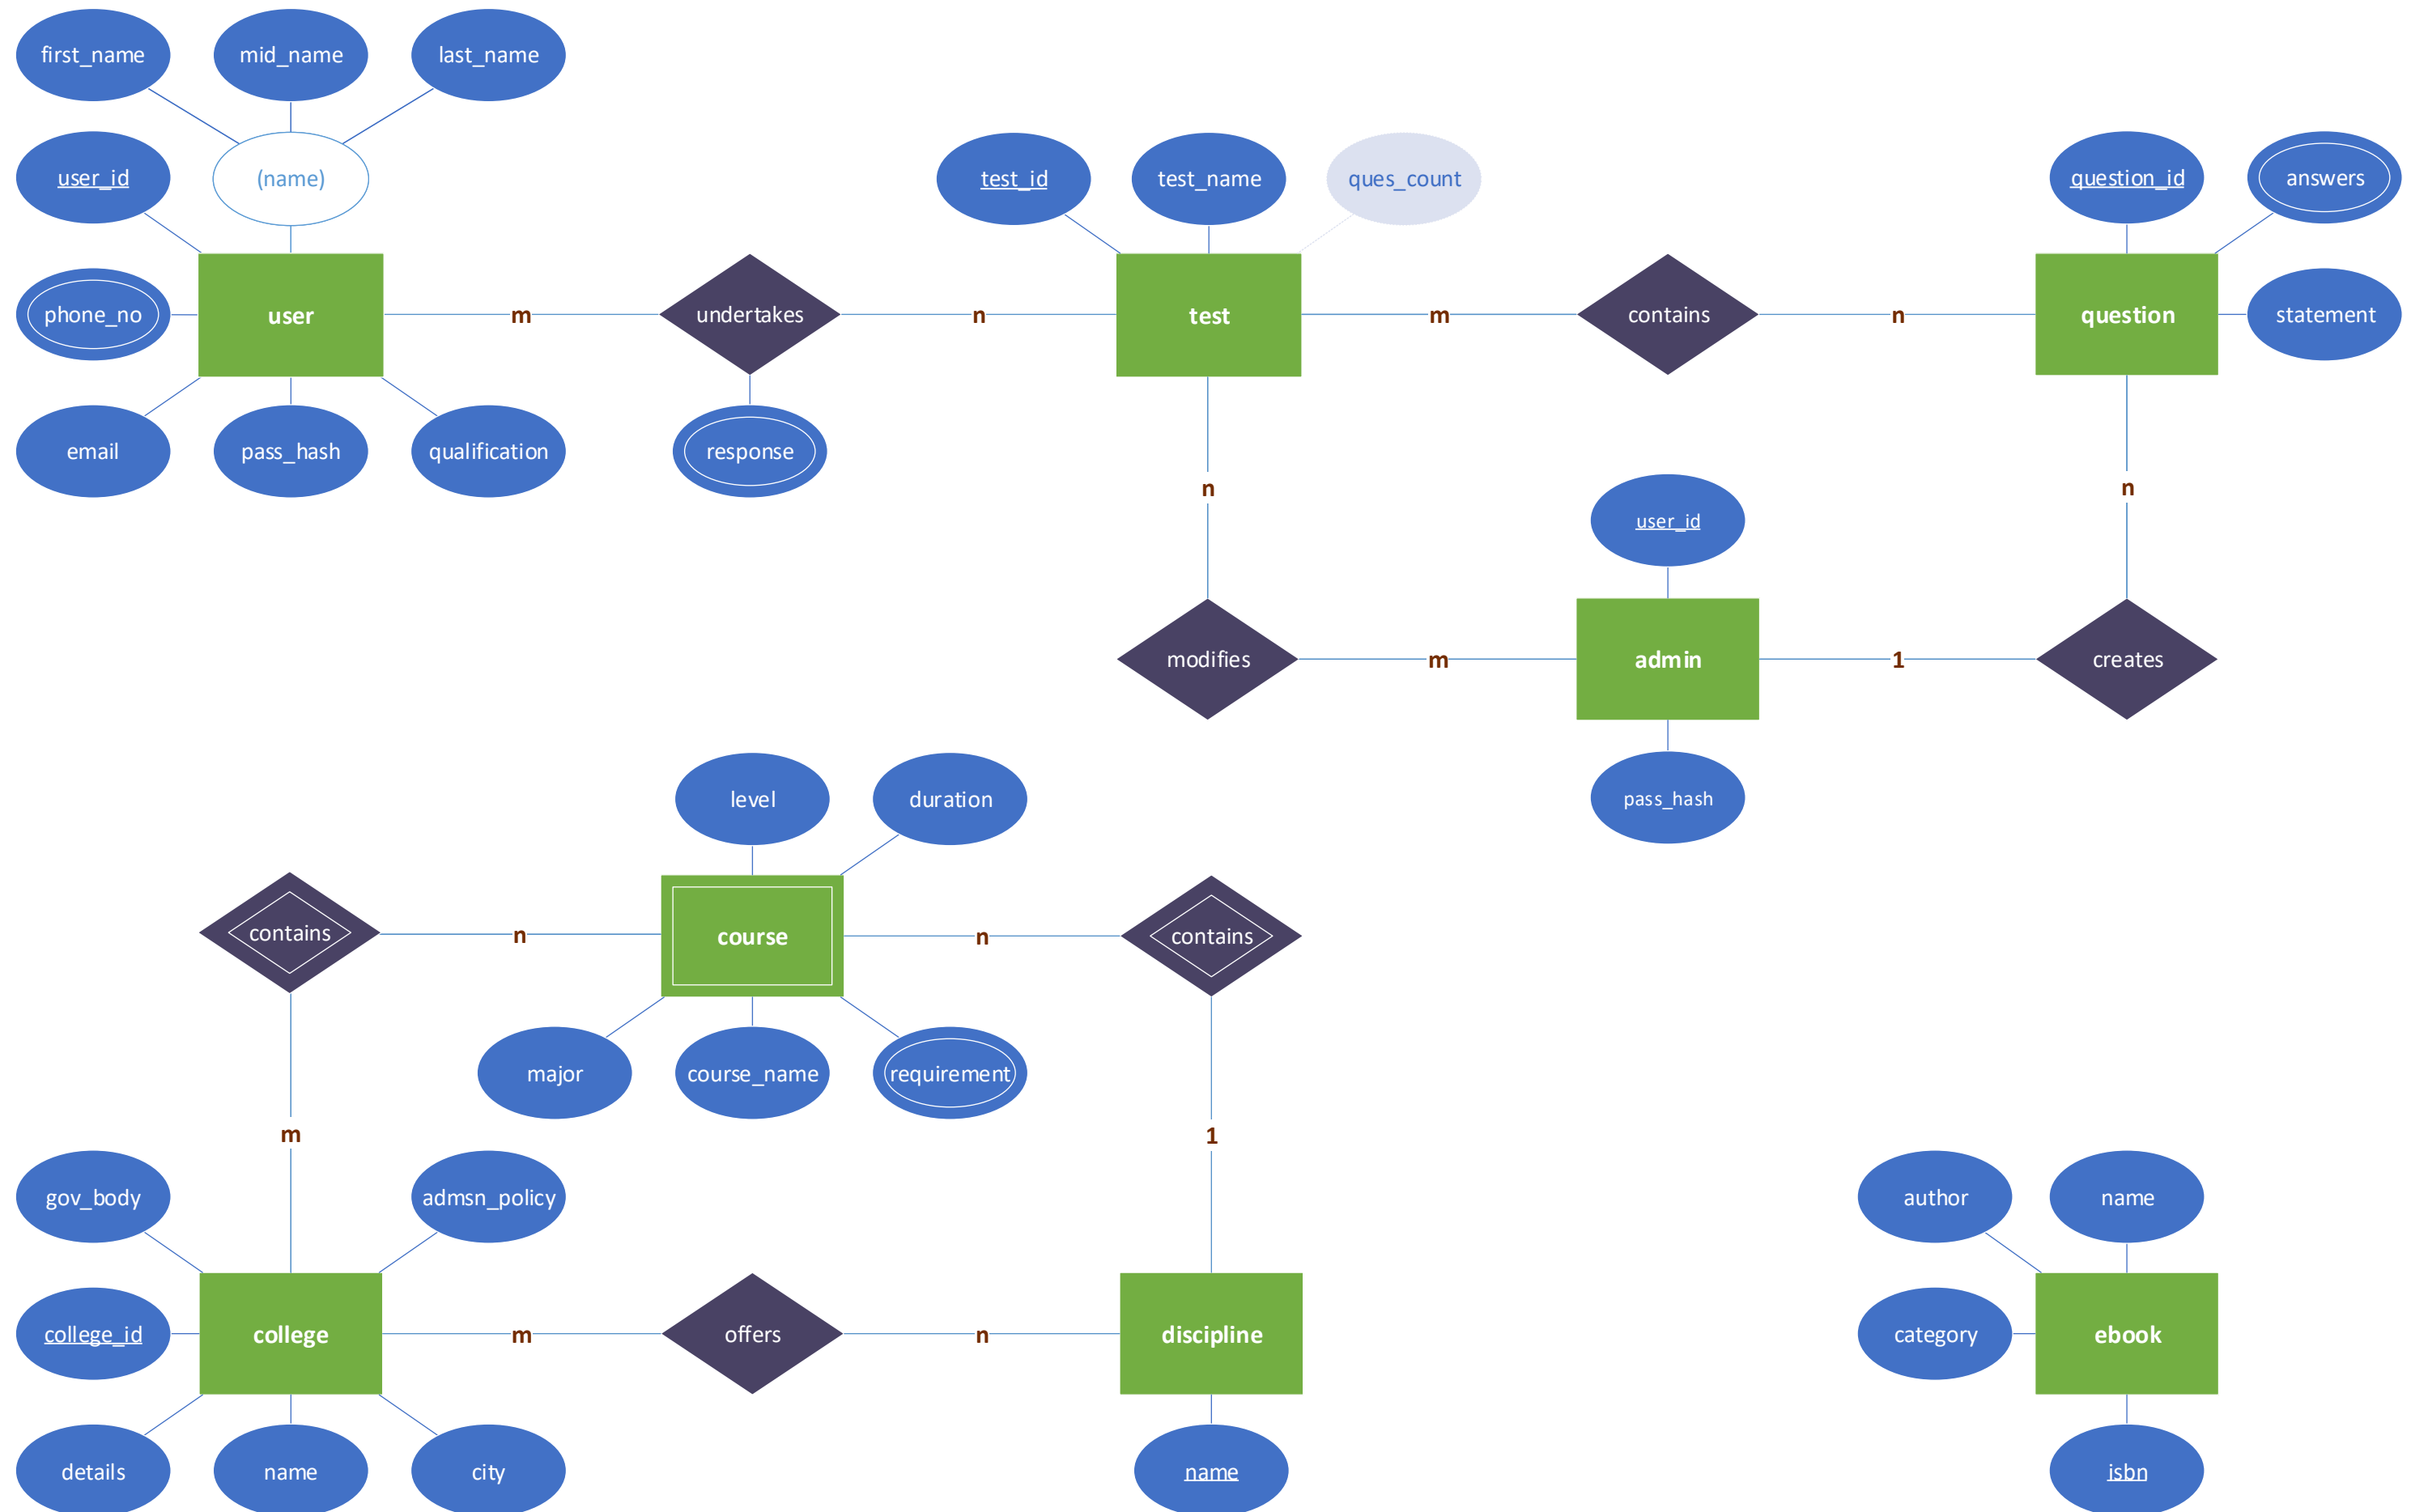 first_name
mid_name
last_name
user_id
(name)
test_id
test_name
ques_count
question_id
answers
phone_no
user
m
undertakes
n
test
m
contains
n
question
statement
email
pass_hash
qualification
response
n
user_id
n
modifies
m
admin
1
creates
level
duration
pass_hash
contains
n
course
n
contains
major
course_name
requirement
m
1
gov_body
admsn_policy
author
name
college_id
college
m
offers
n
discipline
category
ebook
details
name
city
name
isbn